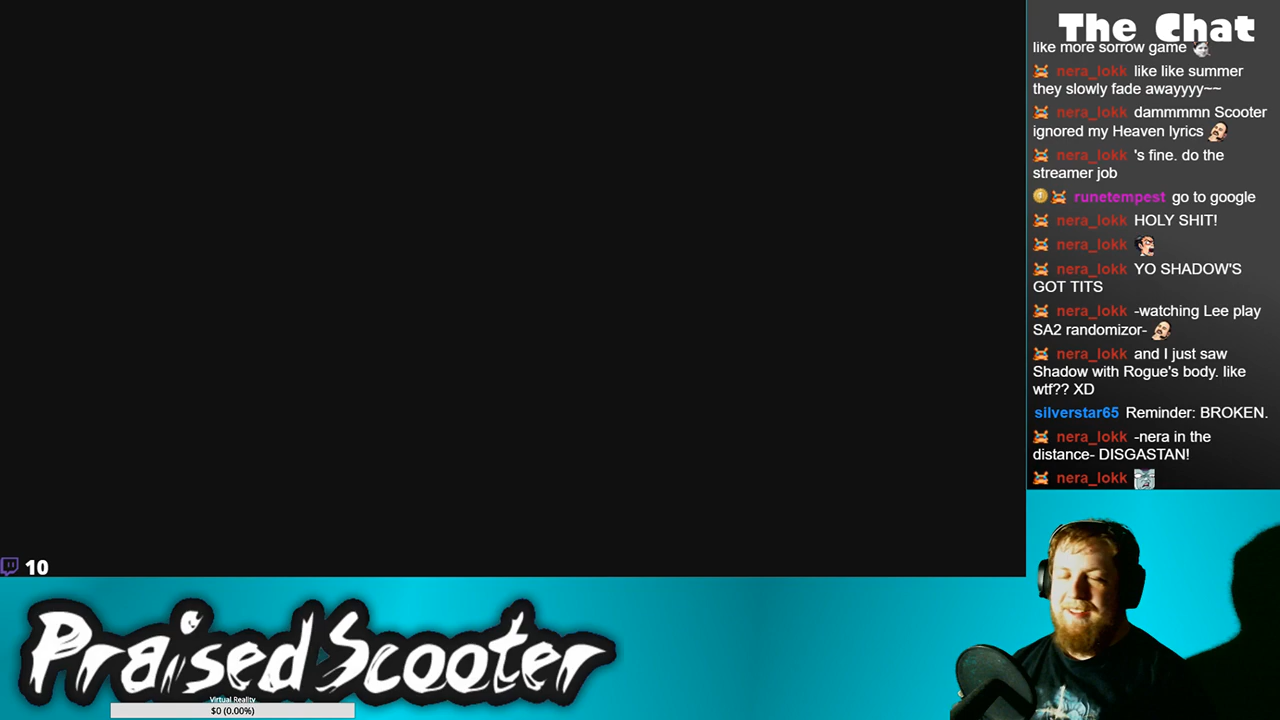 The Chat
like more sorrow game
nera_lokk like like summer
they slowly fade awayyyy~~
nera_lokk dammmmn Scooter
ignored my Heaven lyrics
nera_lokk 's fine. do the
streamer job
runetempest go to google
nera_lokk HOLY SHIT!
nera_lokk
nera_lokk YO SHADOW'S
GOT TITS
nera_lokk -watching Lee play
SA2 randomizor-
nera_lokk and I just saw
Shadow with Rogue's body. like
wtf?? XD
silverstar65 Reminder: BROKEN.
nera_lokk -nera in the
distance- DISGASTAN!
nera_lokk
10
PraisedScooter
Virtual Reality
$0 (0.00%)